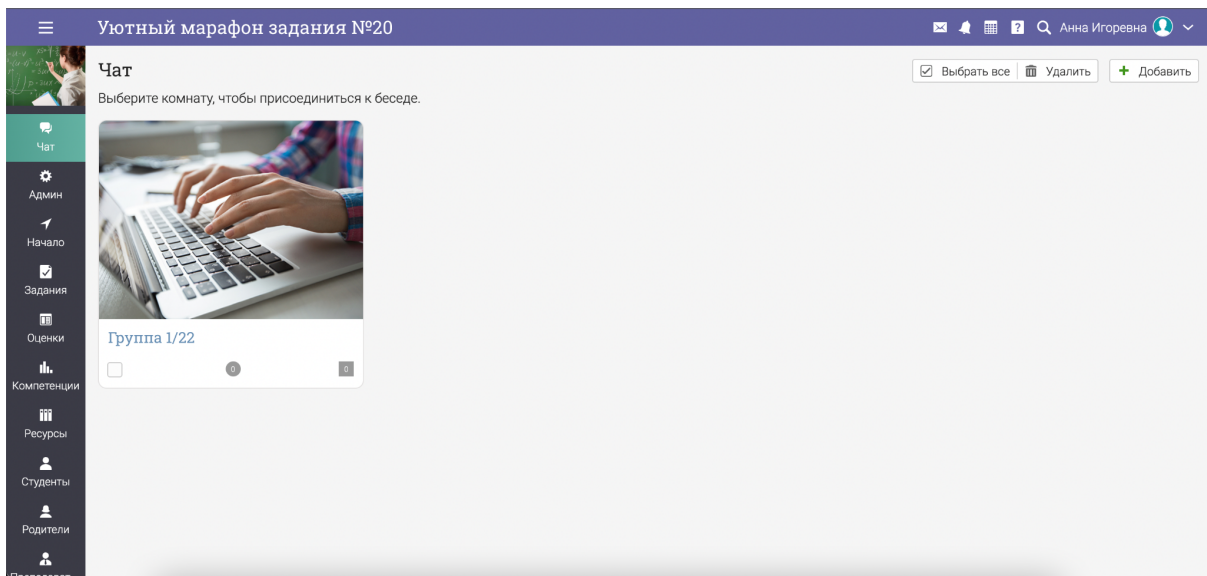 Уютный марафон задания №20
Анна Игоревна
Чат
Выбрать все
Удалить
+ Добавить
Выберите комнату, чтобы присоединиться к беседе.
Чат
Админ
Начало
Задания
Оценки
Компетенции
Ресурсы
Студенты
Родители
Группа 1/22
0
0